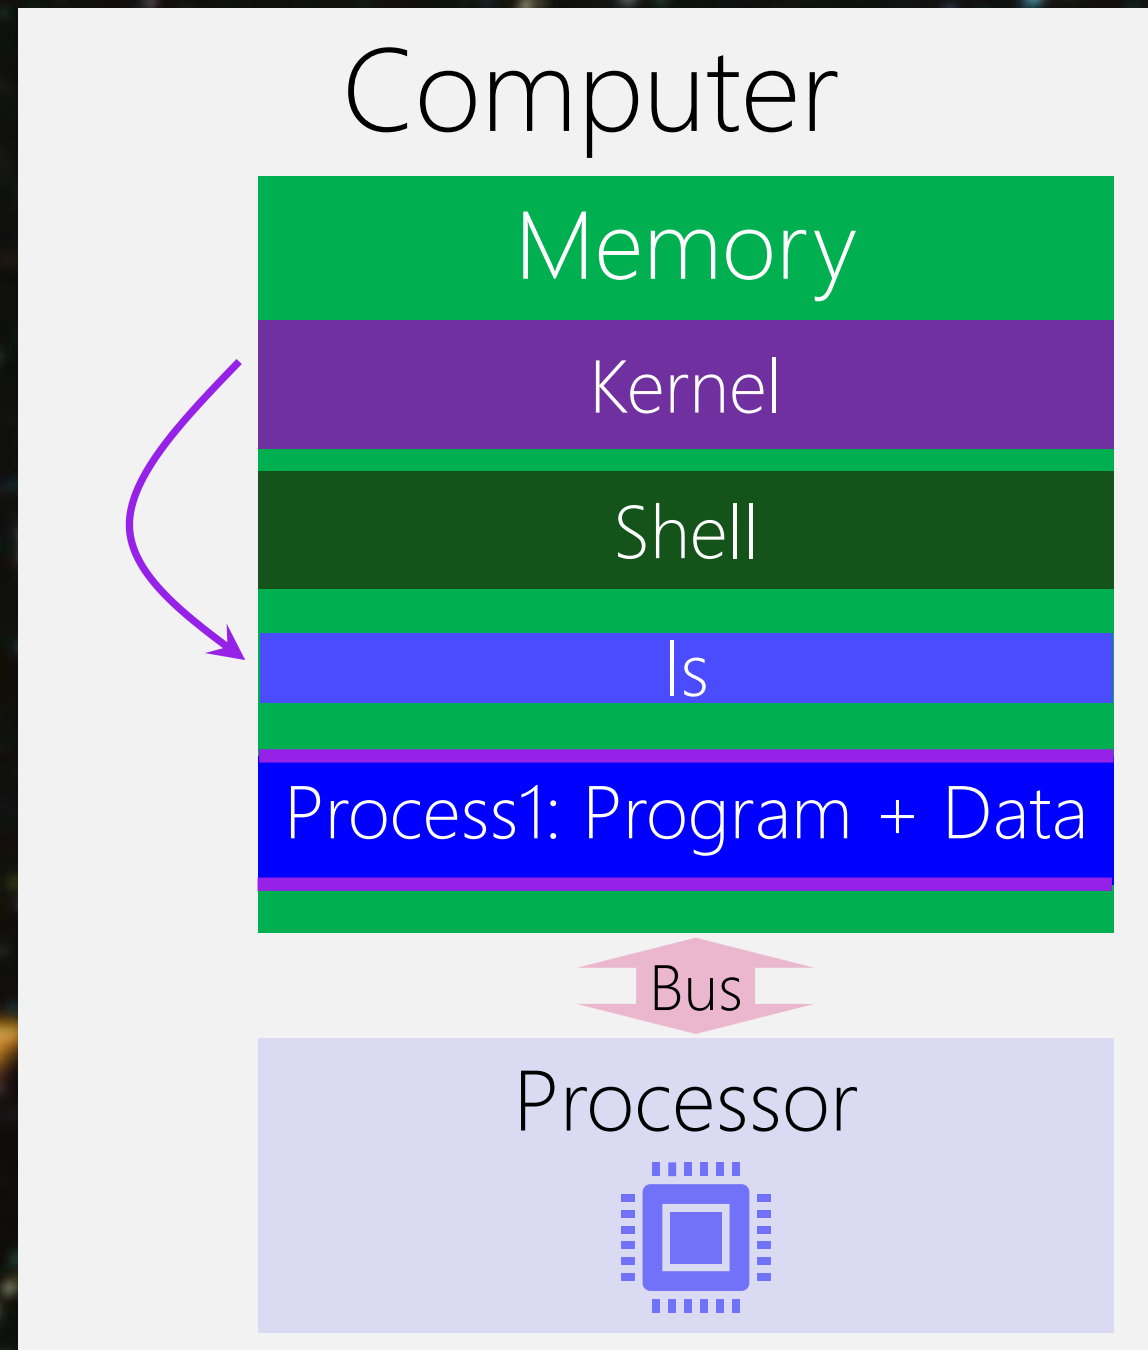 Computer
Memory
Kernel
Shell
ls
Process1: Program + Data
Bus
Processor